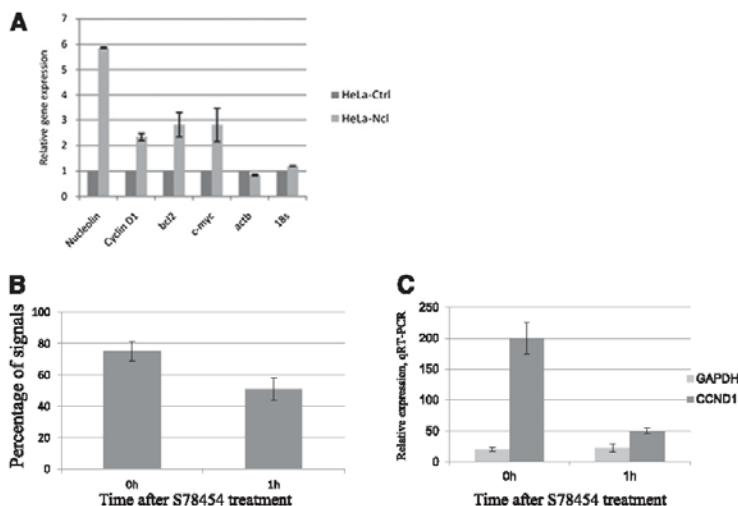 A
Relative gene expression
7
6
5
4
3
2
1
0
Nucleolin
Cyclin D1
bcl2
c-myc
actb
18s
HeLa-Ctrl
HeLa-Ncl
B
Percentage of signals
100
80
60
40
20
0
0h
1h
Time after S78454 treatment
C
Relative expression, qRT-PCR
250
200
150
100
50
0
0h
1h
Time after S78454 treatment
GAPDH
CCND1